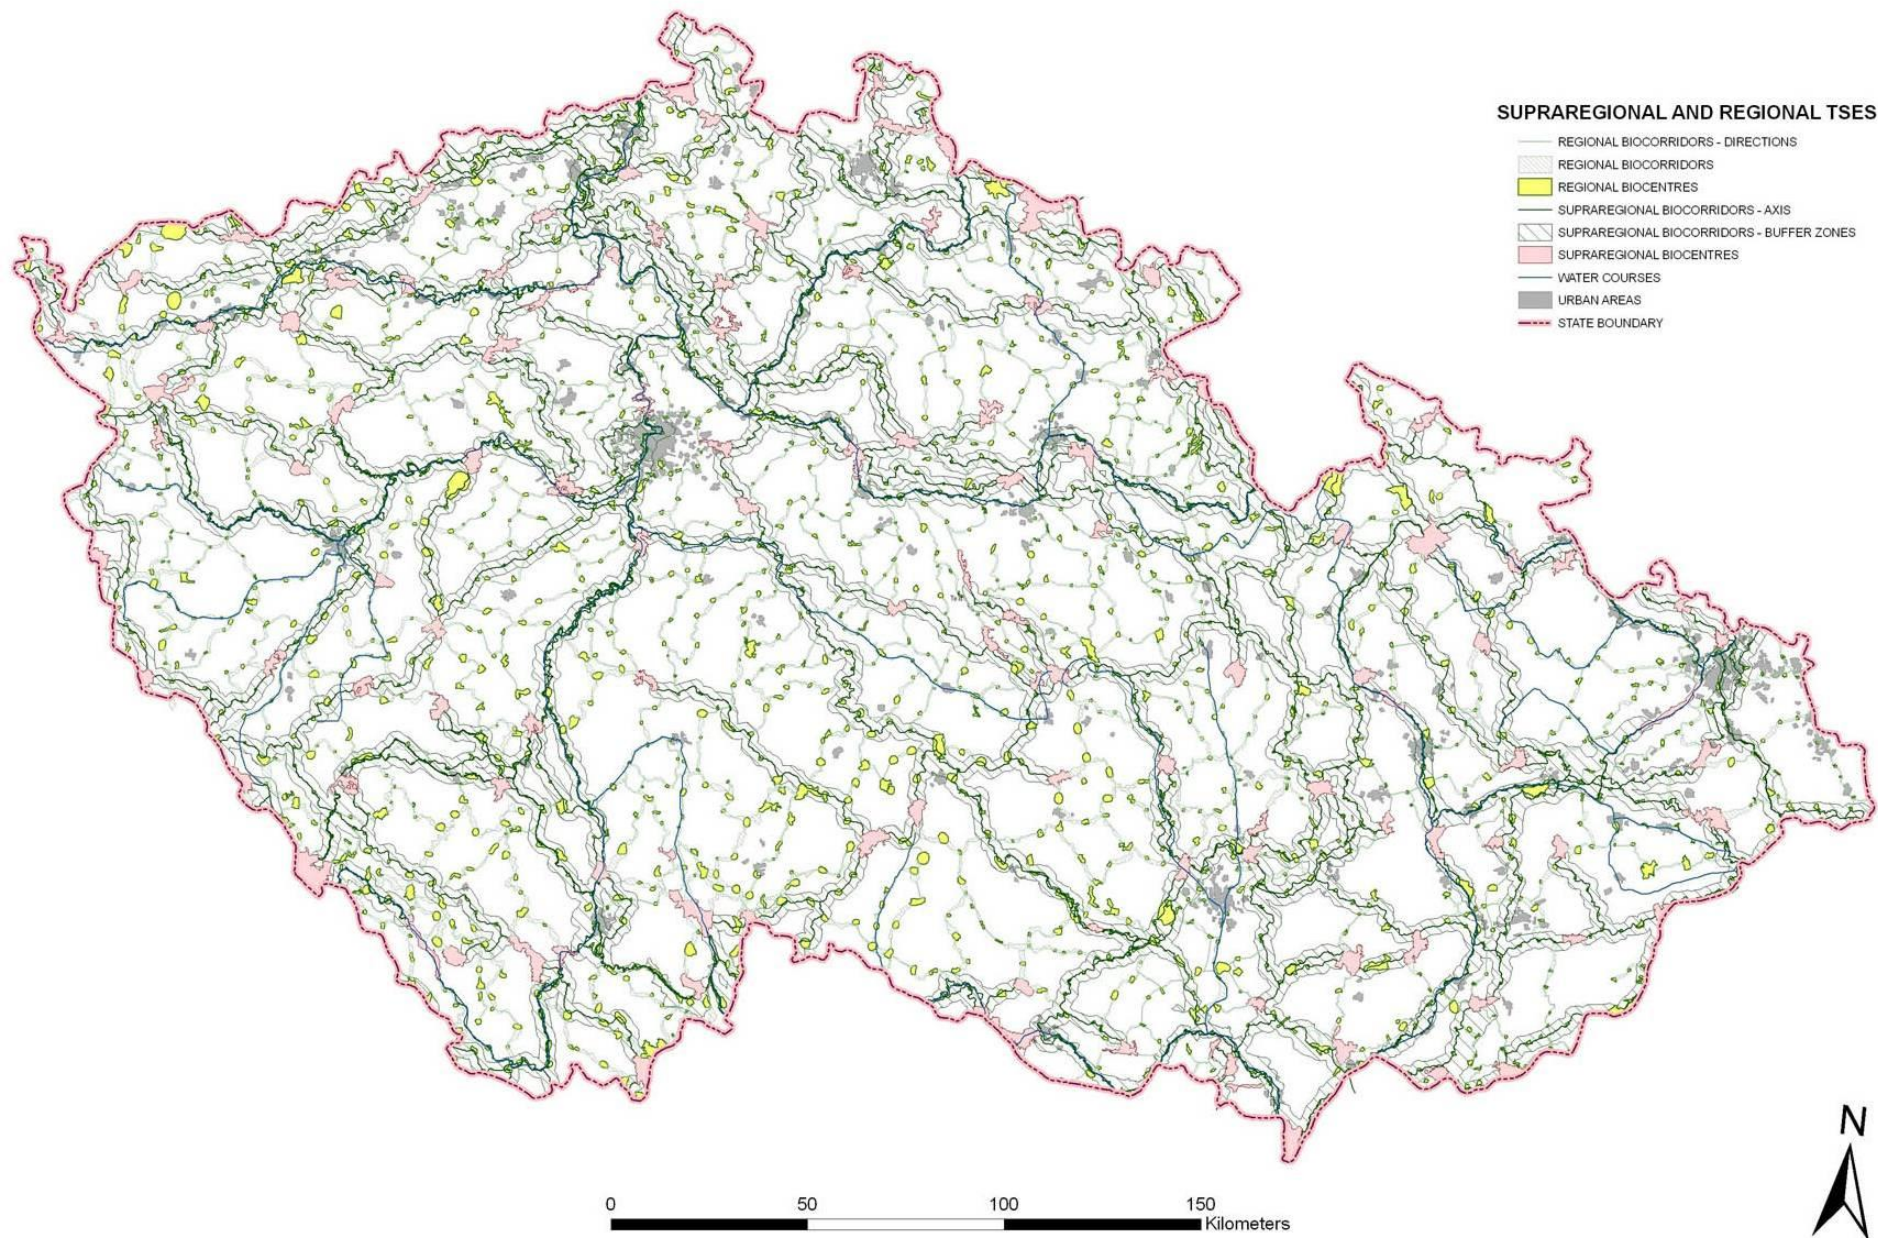 SUPRAREGIONAL AND REGIONAL TSES
REGIONAL BIOCORRIDORS - DIRECTIONS
REGIONAL BIOCORRIDORS
REGIONAL BIOCENTRES
SUPRAREGIONAL BIOCORRIDORS - AXIS
SUPRAREGIONAL BIOCORRIDORS - BUFFER ZONES
SUPRAREGIONAL BIOCENTRES
WATER COURSES
URBAN AREAS
STATE BOUNDARY
N
0 50 100 150
Kilometers